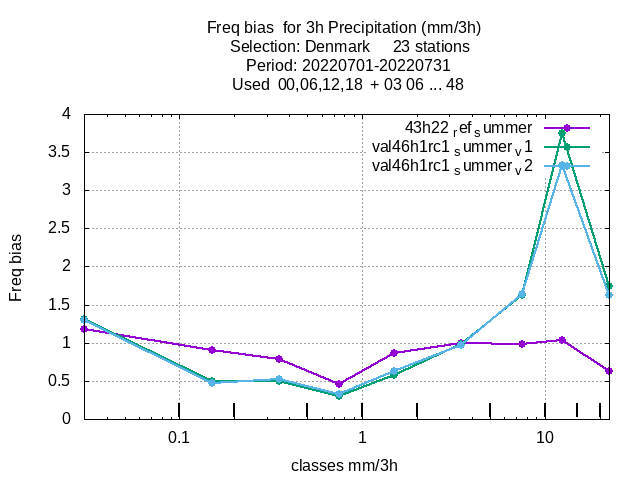 Freq bias  for 3h Precipitation (mm/3h)
Selection: Denmark     23 stations
Period: 20220701-20220731
Used  00,06,12,18  + 03 06 ... 48
43h22 ref summer
val46h1rc1 summer v1
val46h1rc1 summer v2
Freq bias
4
3.5
3
2.5
2
1.5
1
0.5
0
0.1
1
10
classes mm/3h